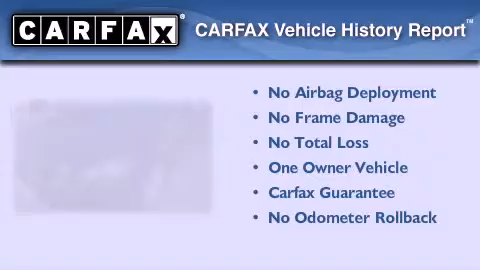 CARFAX® CARFAX Vehicle History Report™
• No Airbag Deployment
• No Frame Damage
• No Total Loss
• One Owner Vehicle
• Carfax Guarantee
• No Odometer Rollback